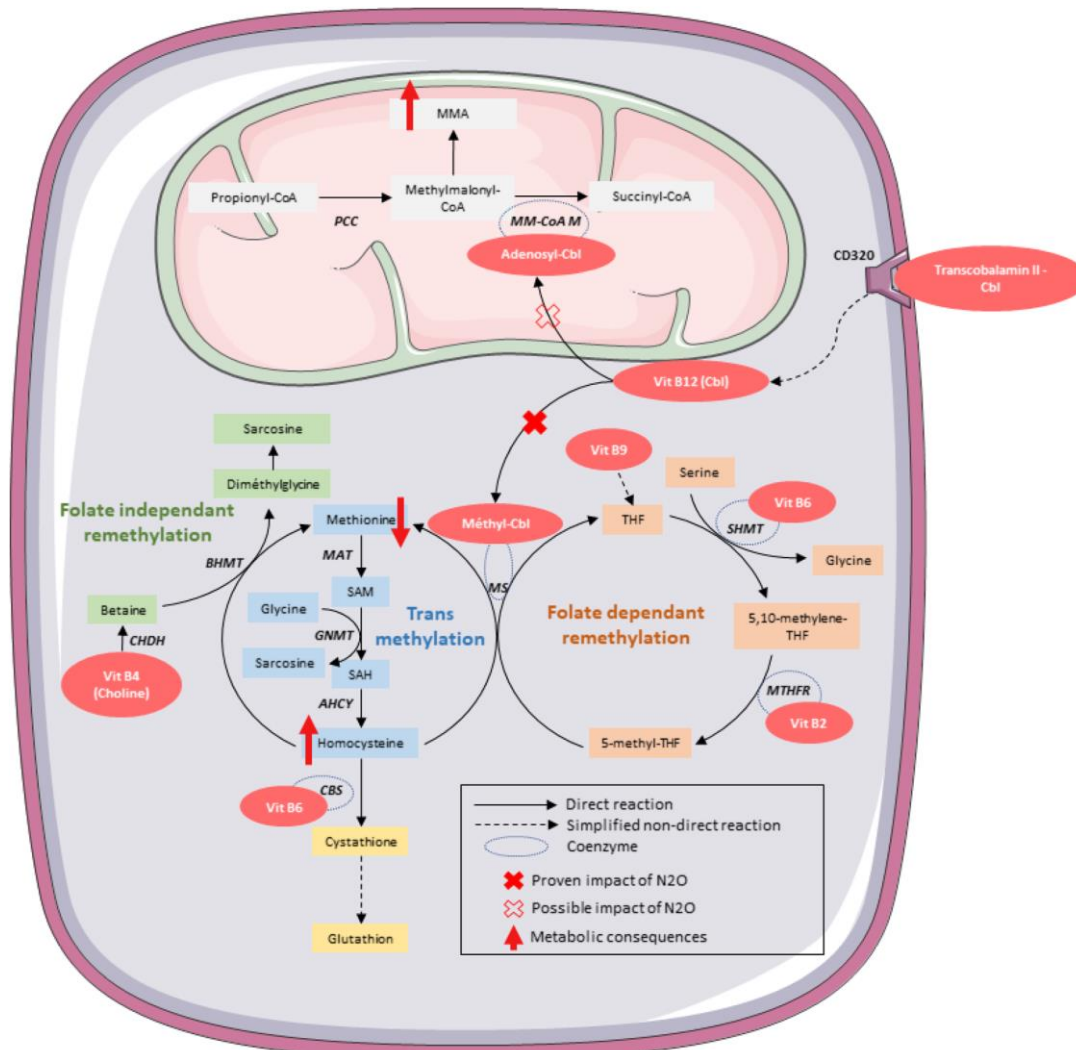 MMA
Propionyl-CoA
Methylmalonyl-
CoA
Succinyl-CoA
PCC
MM-CoA M
Adenosyl-Cbl
CD320
Transcobalamin II -
Cbl
Vit B12 (Cbl)
Sarcosine
Diméthylglycine
Folate independant
remethylation
BHMT
Betaine
CHDH
Vit B4
(Choline)
Methionine
MAT
SAM
Glycine
GNMT
Sarcosine
SAH
AHCY
Homocysteine
Trans
methylation
CBS
Vit B6
Cystathione
Glutathion
Méthyl-Cbl
MS
Vit B9
THF
Serine
Vit B6
SHMT
Glycine
Folate dependant
remethylation
5,10-methylene-
THF
MTHFR
Vit B2
5-methyl-THF
Direct reaction
Simplified non-direct reaction
Coenzyme
Proven impact of N2O
Possible impact of N2O
Metabolic consequences